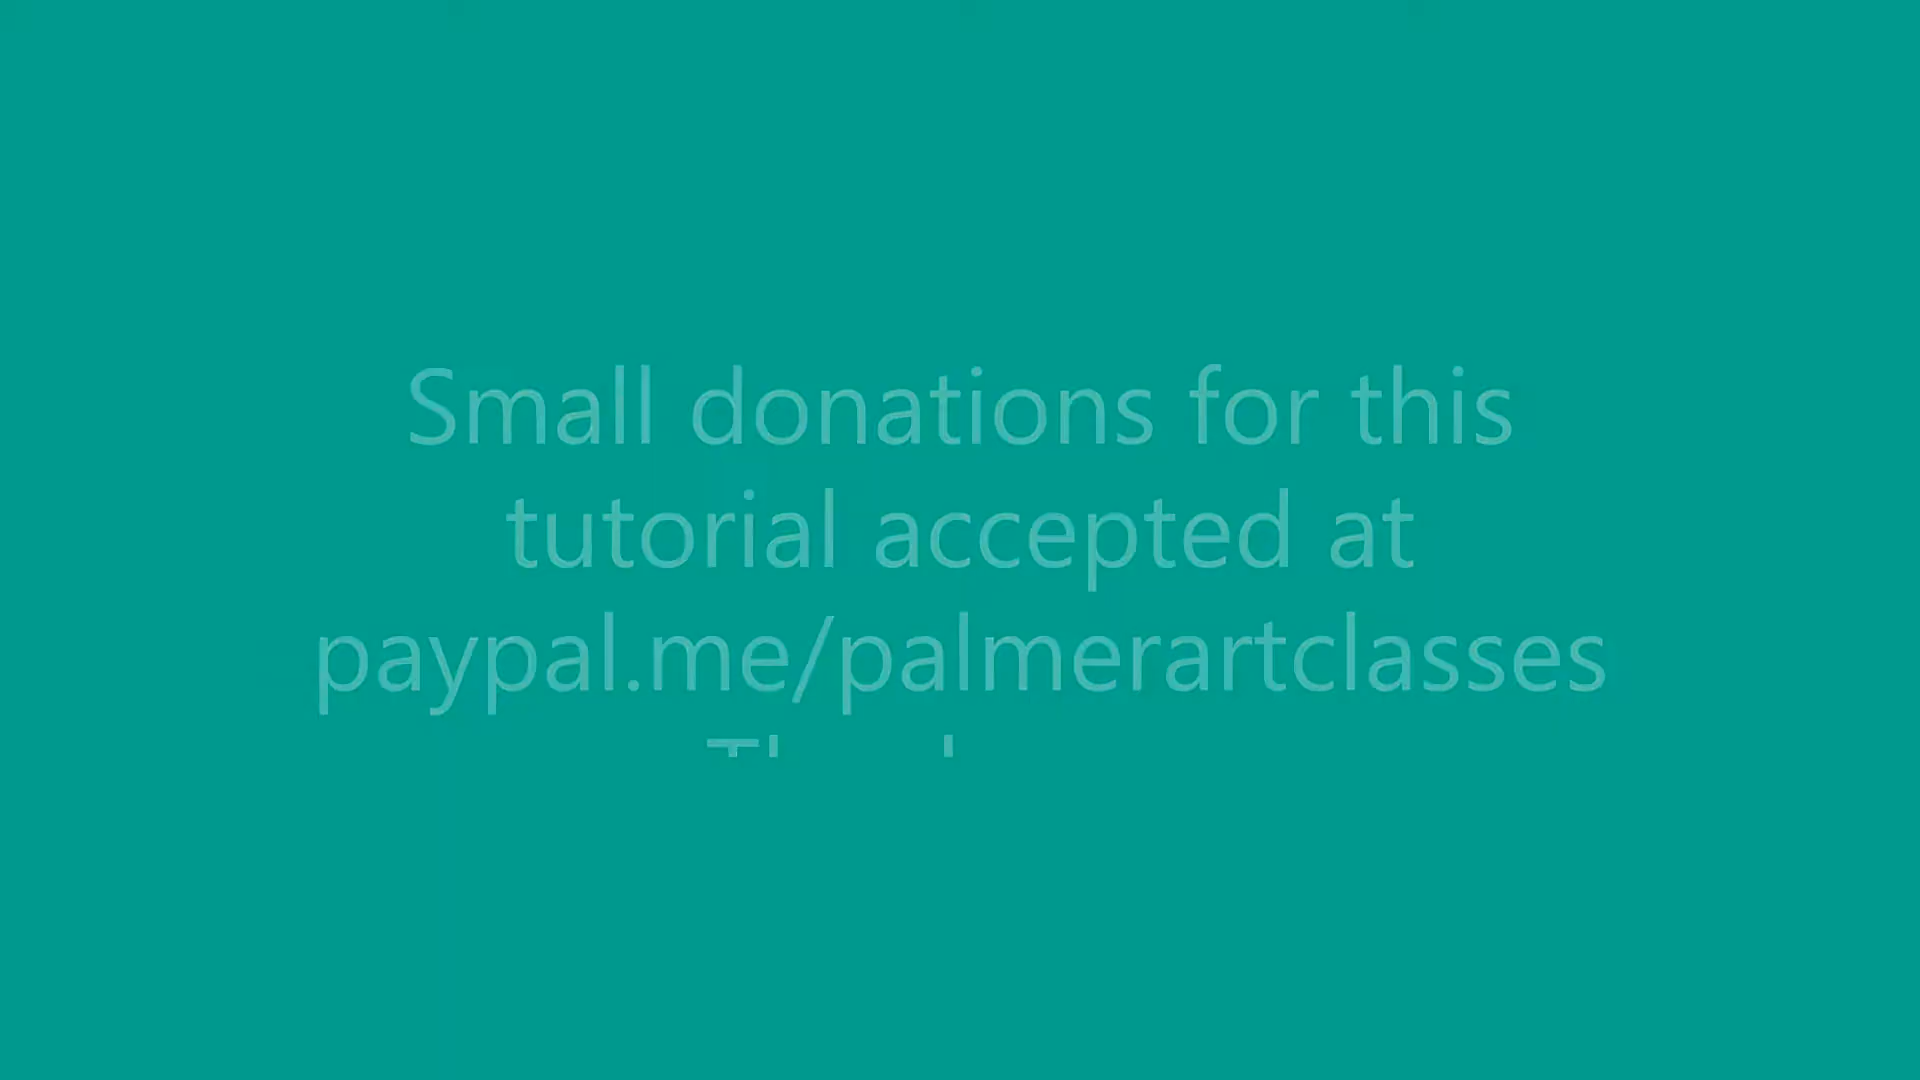 Small donations for this
tutorial accepted at
paypal.me/palmerartclasses